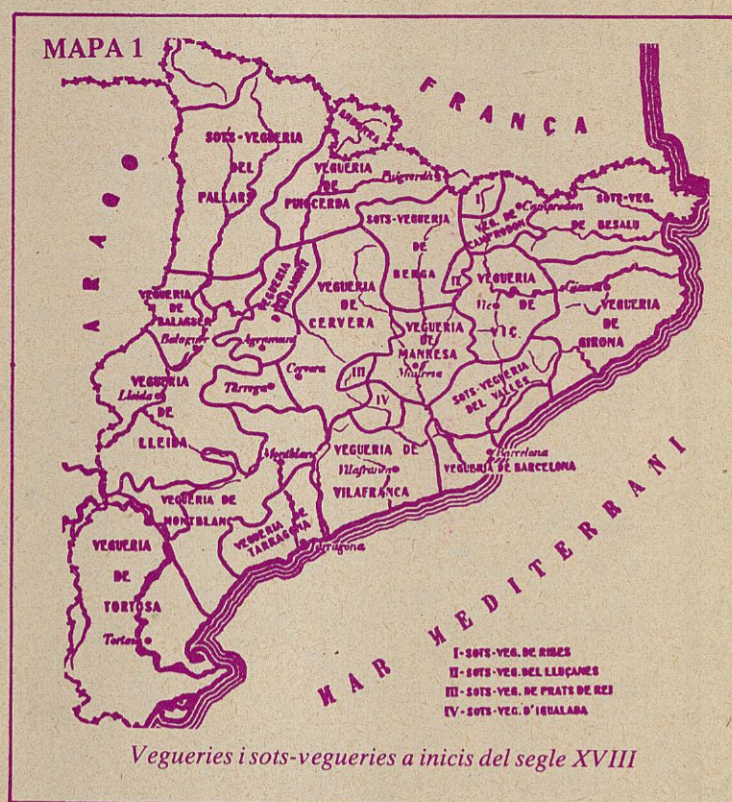 MAPA 1
FRANÇA
ARAGO
SOTS-VEGUERIA
DEL
PALLARS
VEGUERIA
DE
PUIGCERDA
Puigcerdà
SOTS-VEGUERIA
DE
BERGA
I
VEG. DE
CAMPRODON
Camprodon
SOTS-VEG.
DE BESALU
VEGUERIA
DE
BALAGUER
Balaguer
VEGUERIA
Agramunt
VEGUERIA
DE
CERVERA
Cervera
II
VEGUERIA
Vic DE
VIC
Girona
VEGUERIA
DE
GIRONA
VEGUERIA
DE
MANRESA
Manresa
III
IV
SOTS-VEGUERIA
DEL VALLES
VEGUERIA
Lleida
DE
LLEIDA
Tàrrega
Montblanc
VEGUERIA DE
Vilafranca
VILAFRANCA
Barcelona
VEGUERIA DE BARCELONA
VEGUERIA DE
MONTBLANC
VEGUERIA DE
TARRAGONA
Tarragona
VEGUERIA
DE
TORTOSA
Tortosa
MAR MEDITERRANI
I-SOTS-VEG. DE RIBES
II-SOTS-VEG. DEL LLUÇANES
III-SOTS-VEG. DE PRATS DE REI
IV-SOTS-VEG. D'IGUALADA
Vegueries i sots-vegueries a inicis del segle XVIII